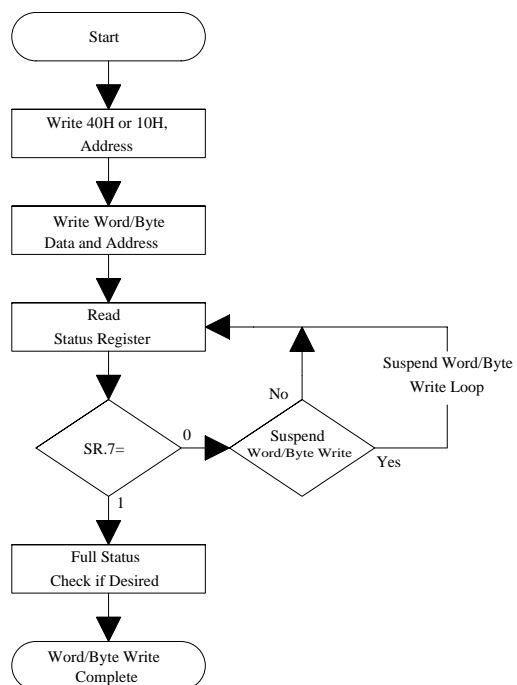 Start
Write 40H or 10H,
Address
Write Word/Byte
Data and Address
Read
Status Register
Suspend Word/Byte
Write Loop
No
SR.7=
0
Suspend
Word/Byte Write
Yes
1
Full Status
Check if Desired
Word/Byte Write
Complete